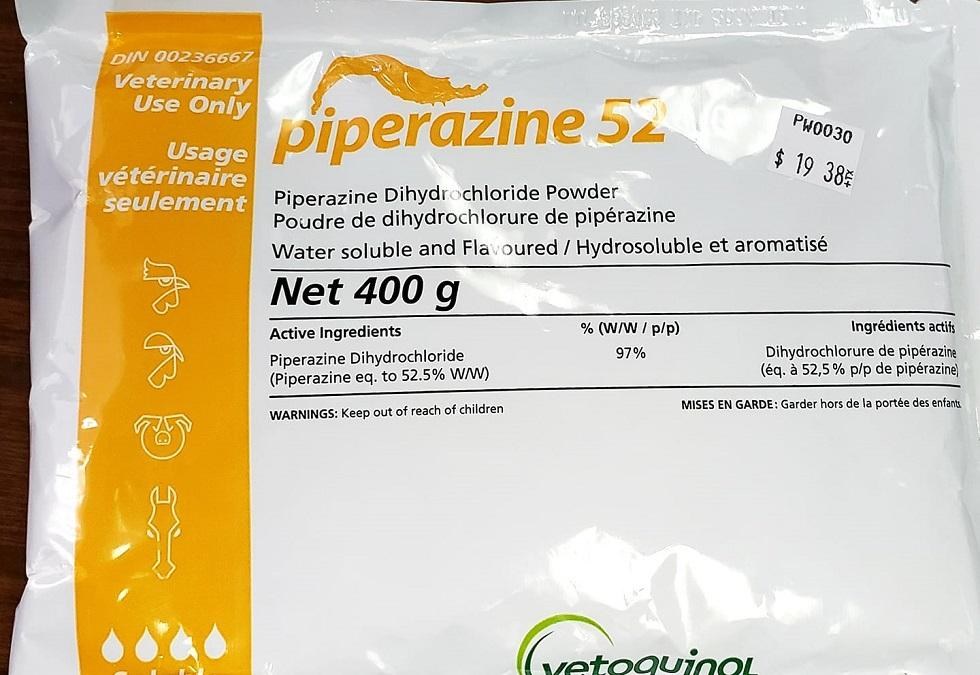 DIN 00236667
Veterinary
Use Only
Usage
vétérinaire
seulement
piperazine 52
PW0030
$ 19 38
Piperazine Dihydrochloride Powder
Poudre de dihydrochlorure de pipérazine
Water soluble and Flavoured / Hydrosoluble et aromatisé
Net 400 g
Active Ingredients % (W/W / p/p) Ingrédients actifs
Piperazine Dihydrochloride 97% Dihydrochlorure de pipérazine
(Piperazine eq. to 52.5% W/W) (éq. à 52,5 % p/p de pipérazine)
WARNINGS: Keep out of reach of children MISES EN GARDE: Garder hors de la portée des enfants
vetoquinol